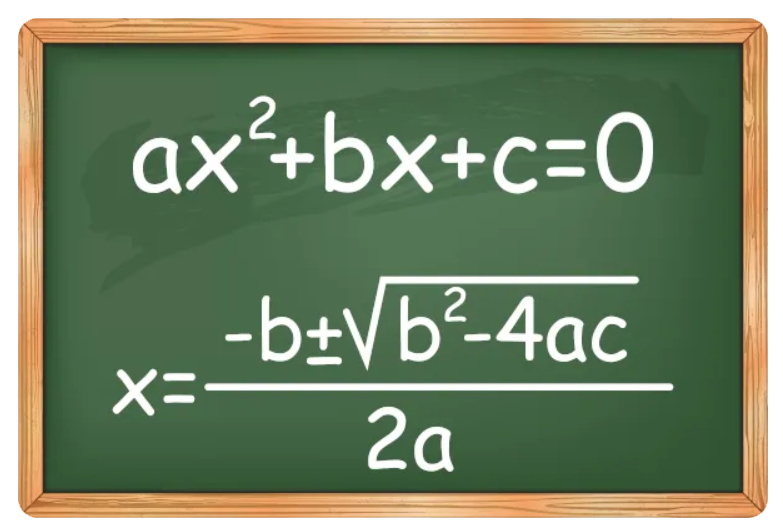 ax²+bx+c=0
x=(-b±√(b²-4ac))/(2a)